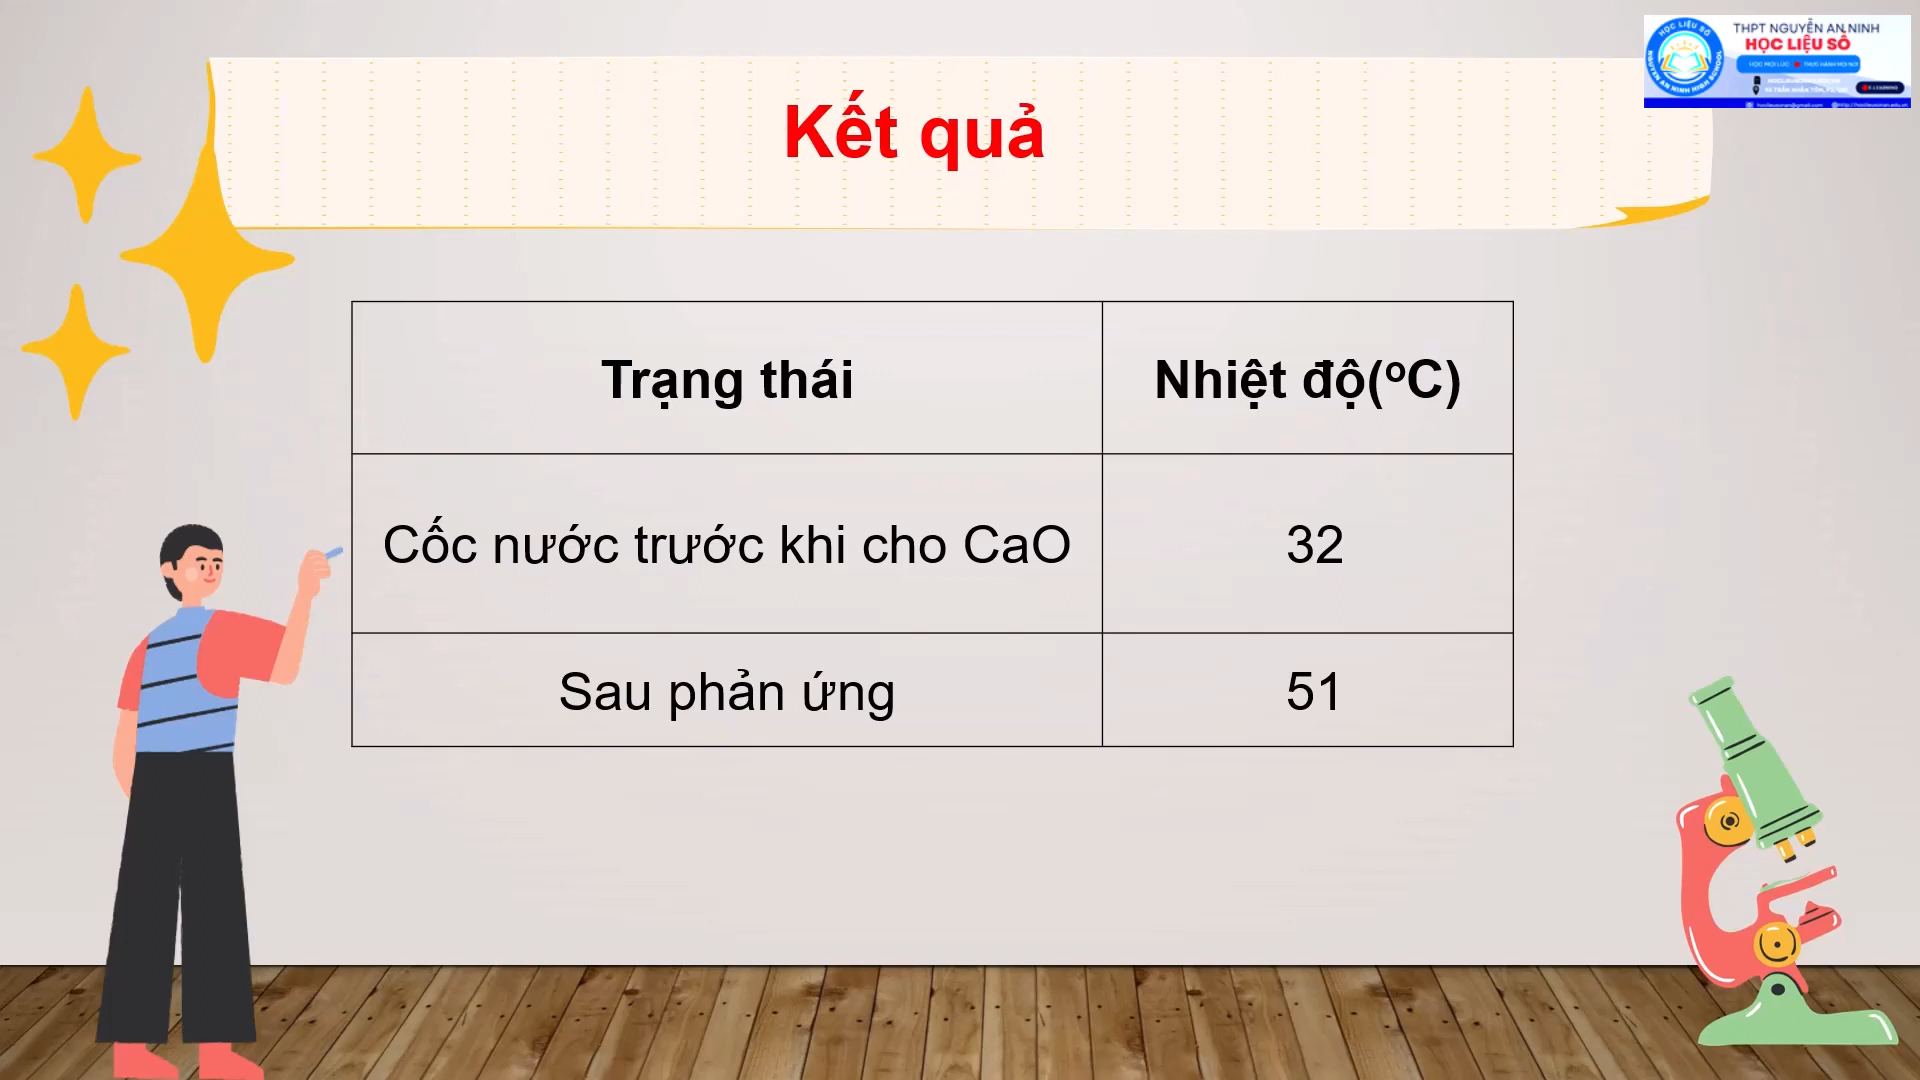 THPT NGUYỄN AN NINH
HỌC LIỆU SỐ
Kết quả
Trạng thái
Nhiệt độ(ºC)
Cốc nước trước khi cho CaO
32
Sau phản ứng
51